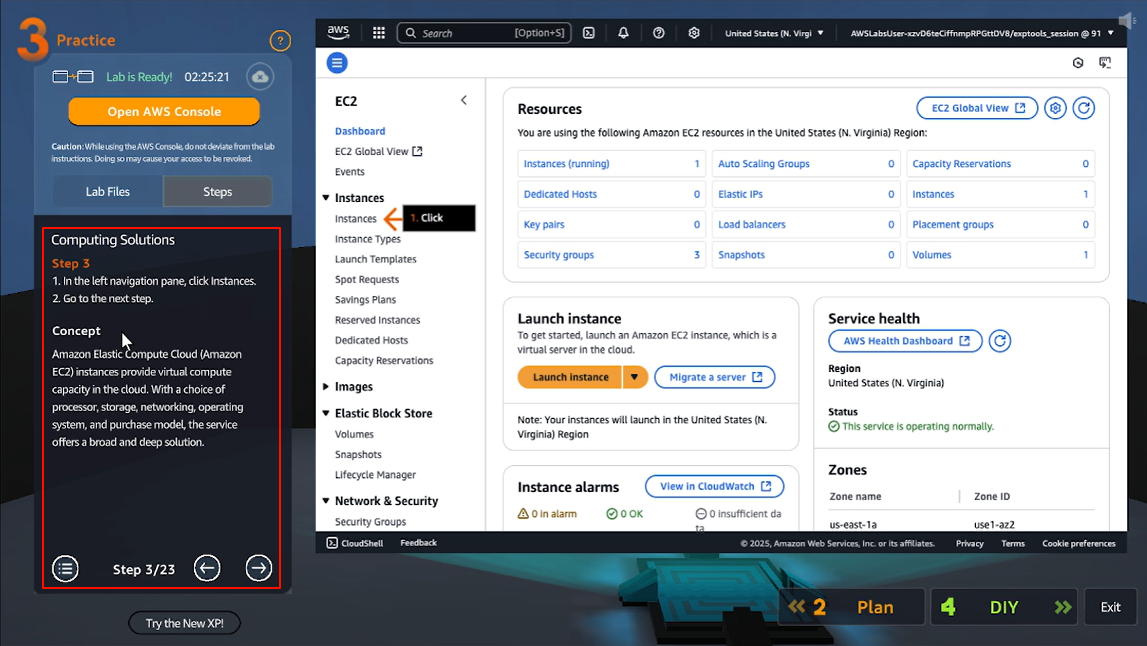 3 Practice
?
Lab is Ready! 02:25:21
Open AWS Console
Caution: While using the AWS Console, do not deviate from the lab
instructions. Doing so may cause your access to be revoked.
Lab Files Steps
Computing Solutions
Step 3
1. In the left navigation pane, click Instances.
2. Go to the next step.
Concept
Amazon Elastic Compute Cloud (Amazon
EC2) instances provide virtual compute
capacity in the cloud. With a choice of
processor, storage, networking, operating
system, and purchase model, the service
offers a broad and deep solution.
Step 3/23
Try the New XP!
aws
Search [Option+S]
United States (N. Virgi
AWSLabsUser-xzvD6teCiffnmpRPGttDV8/exptools_session @ 91
EC2
Dashboard
EC2 Global View
Events
Instances
Instances
1. Click
Instance Types
Launch Templates
Spot Requests
Savings Plans
Reserved Instances
Dedicated Hosts
Capacity Reservations
Images
Elastic Block Store
Volumes
Snapshots
Lifecycle Manager
Network & Security
Security Groups
Resources
EC2 Global View
You are using the following Amazon EC2 resources in the United States (N. Virginia) Region:
Instances (running) 1 Auto Scaling Groups 0 Capacity Reservations 0
Dedicated Hosts 0 Elastic IPs 0 Instances 1
Key pairs 0 Load balancers 0 Placement groups 0
Security groups 3 Snapshots 0 Volumes 1
Launch instance
To get started, launch an Amazon EC2 instance, which is a
virtual server in the cloud.
Launch instance Migrate a server
Note: Your instances will launch in the United States (N.
Virginia) Region
Instance alarms View in CloudWatch
0 in alarm 0 OK 0 insufficient da
ta
Service health
AWS Health Dashboard
Region
United States (N. Virginia)
Status
This service is operating normally.
Zones
Zone name Zone ID
us-east-1a use1-az2
CloudShell Feedback
© 2025, Amazon Web Services, Inc. or its affiliates. Privacy Terms Cookie preferences
2 Plan
4 DIY
Exit